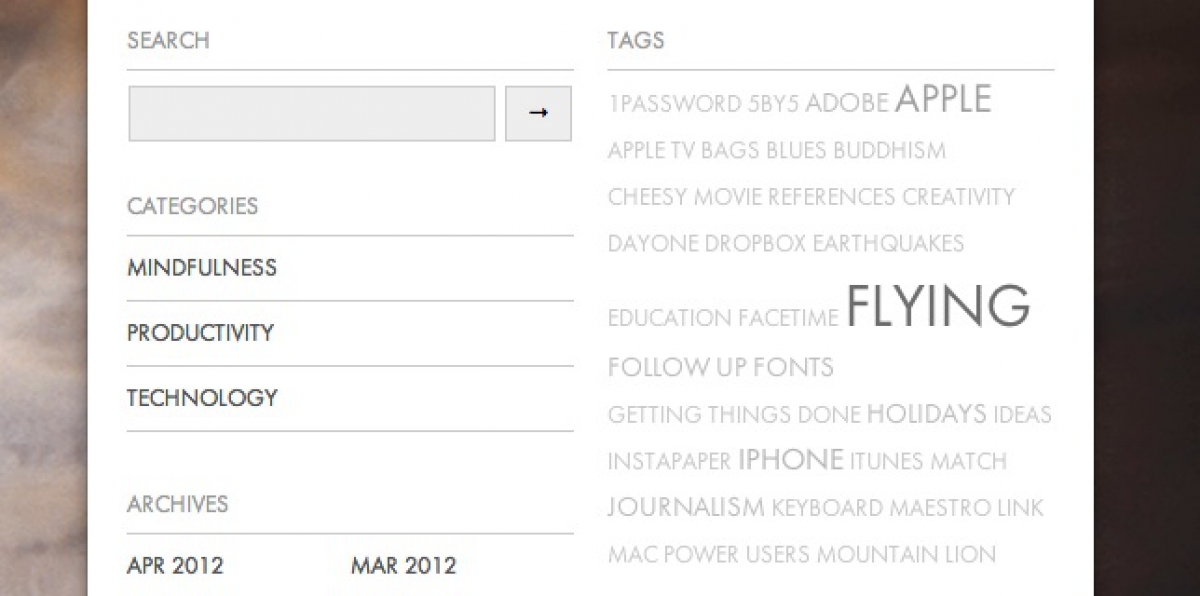 SEARCH
→
CATEGORIES
MINDFULNESS
PRODUCTIVITY
TECHNOLOGY
ARCHIVES
APR 2012 MAR 2012
TAGS
1PASSWORD 5BY5 ADOBE APPLE
APPLE TV BAGS BLUES BUDDHISM
CHEESY MOVIE REFERENCES CREATIVITY
DAYONE DROPBOX EARTHQUAKES
EDUCATION FACETIME FLYING
FOLLOW UP FONTS
GETTING THINGS DONE HOLIDAYS IDEAS
INSTAPAPER IPHONE ITUNES MATCH
JOURNALISM KEYBOARD MAESTRO LINK
MAC POWER USERS MOUNTAIN LION